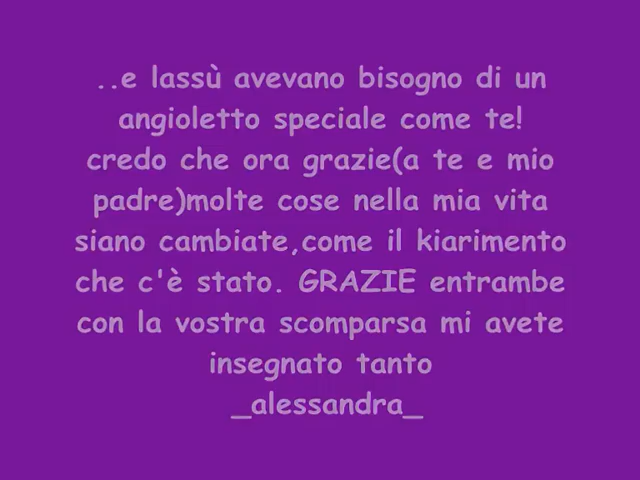 ..e lassù avevano bisogno di un
angioletto speciale come te!
credo che ora grazie(a te e mio
padre)molte cose nella mia vita
siano cambiate,come il kiarimento
che c'è stato. GRAZIE entrambe
con la vostra scomparsa mi avete
insegnato tanto
_alessandra_